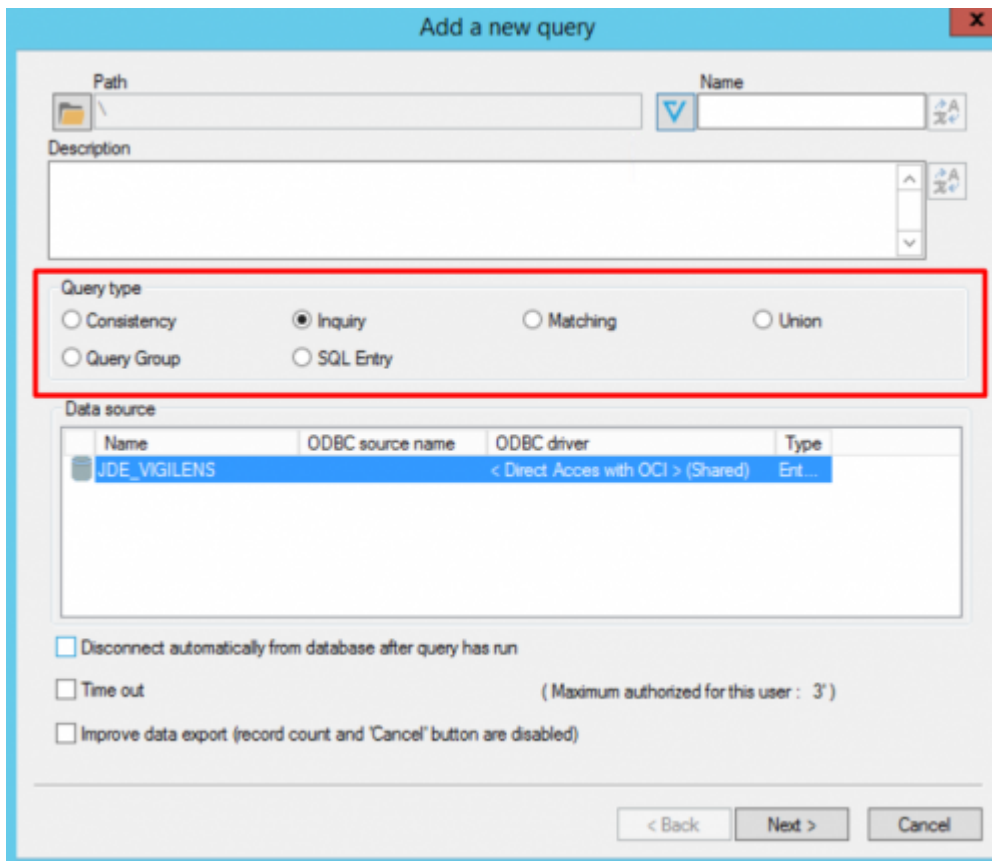 Add a new query
Path Name
\
Description
Query type
Consistency Inquiry Matching Union
Query Group SQL Entry
Data source
Name ODBC source name ODBC driver Type
JDE_VIGILENS < Direct Acces with OCI > (Shared) Ent...
Disconnect automatically from database after query has run
Time out ( Maximum authorized for this user : 3' )
Improve data export (record count and 'Cancel' button are disabled)
< Back Next > Cancel